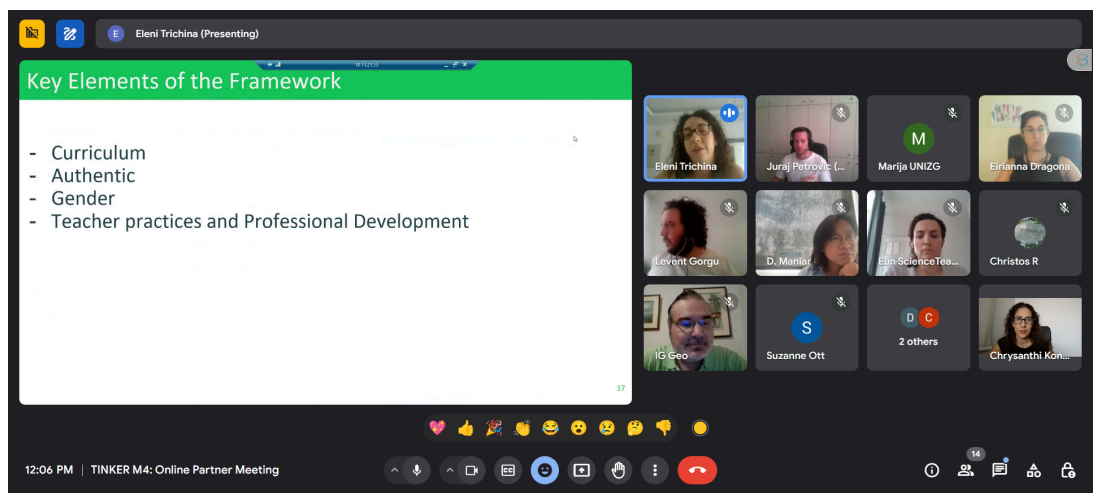 E Eleni Trichina (Presenting)
Key Elements of the Framework
- Curriculum
- Authentic
- Gender
- Teacher practices and Professional Development
17
Eleni Trichina
Juraj Petrovic (...
M
Marija UNIZG
Eirianna Dragona
Levent Gorgu
D. Maniar
Eun ScienceTea...
Christos R
IG Geo
S
Suzanne Ott
D C
2 others
Chrysanthi Kon...
12:06 PM | TINKER M4: Online Partner Meeting
CC
14